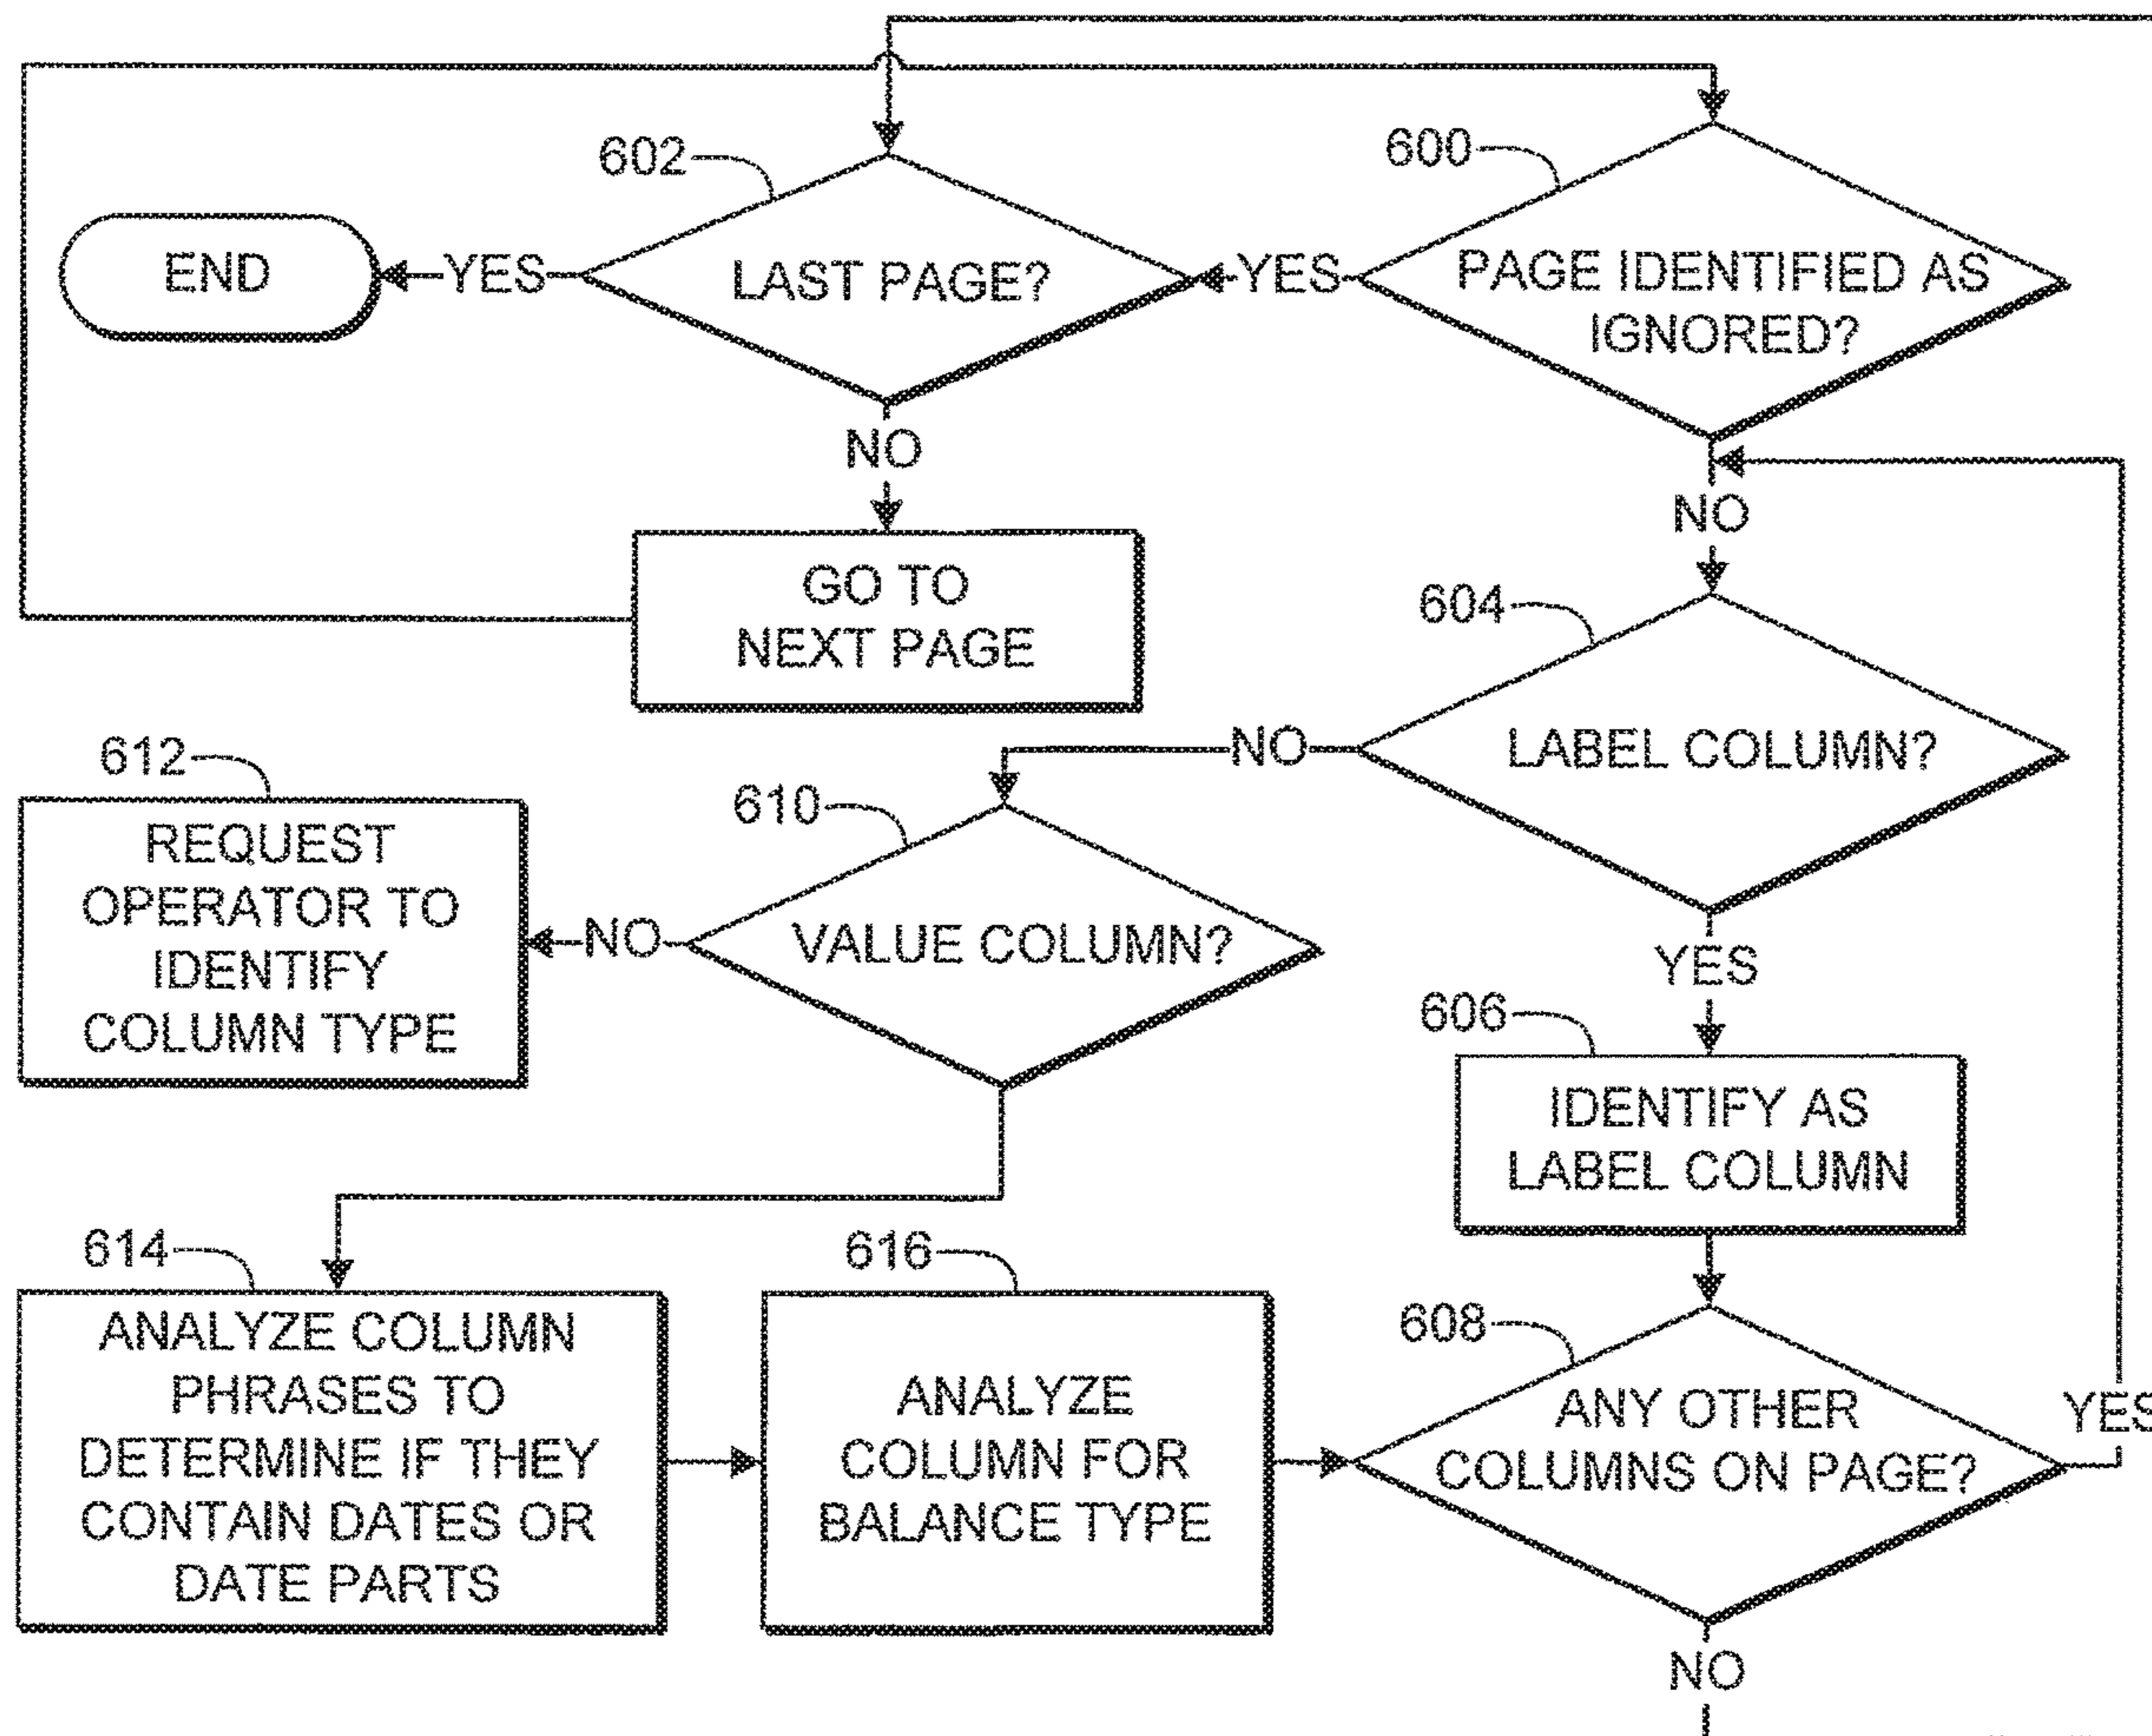 602
600
END
YES
LAST PAGE?
YES
PAGE IDENTIFIED AS
IGNORED?
NO
NO
GO TO
NEXT PAGE
604
LABEL COLUMN?
NO
612
REQUEST
OPERATOR TO
IDENTIFY
COLUMN TYPE
610
NO
VALUE COLUMN?
YES
606
IDENTIFY AS
LABEL COLUMN
614
ANALYZE COLUMN
PHRASES TO
DETERMINE IF THEY
CONTAIN DATES OR
DATE PARTS
616
ANALYZE
COLUMN FOR
BALANCE TYPE
608
ANY OTHER
COLUMNS ON PAGE?
YES
NO